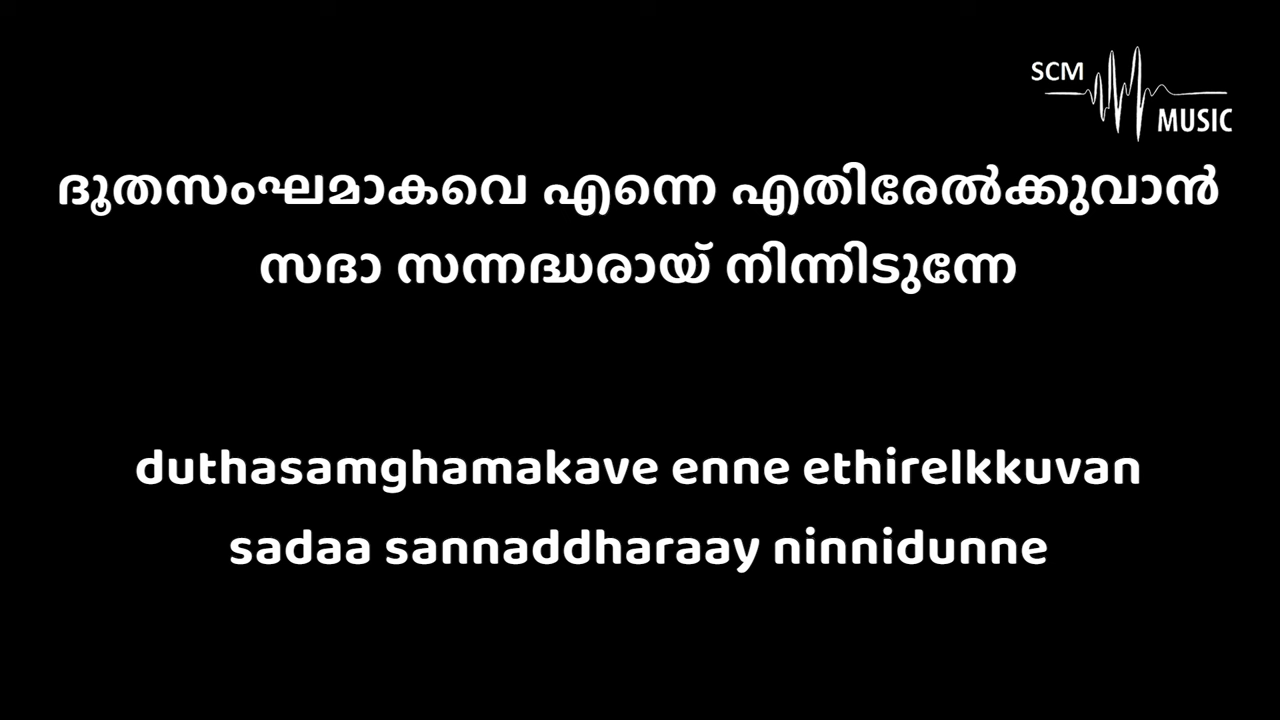 SCM
MUSIC
ദൂതസംഘമാകവെ എന്നെ എതിരേൽക്കുവാൻ
സദാ സന്നദ്ധരായ് നിന്നിടുന്നേ
duthasamghamakave enne ethirelkkuvan
sadaa sannaddharaay ninnidunne